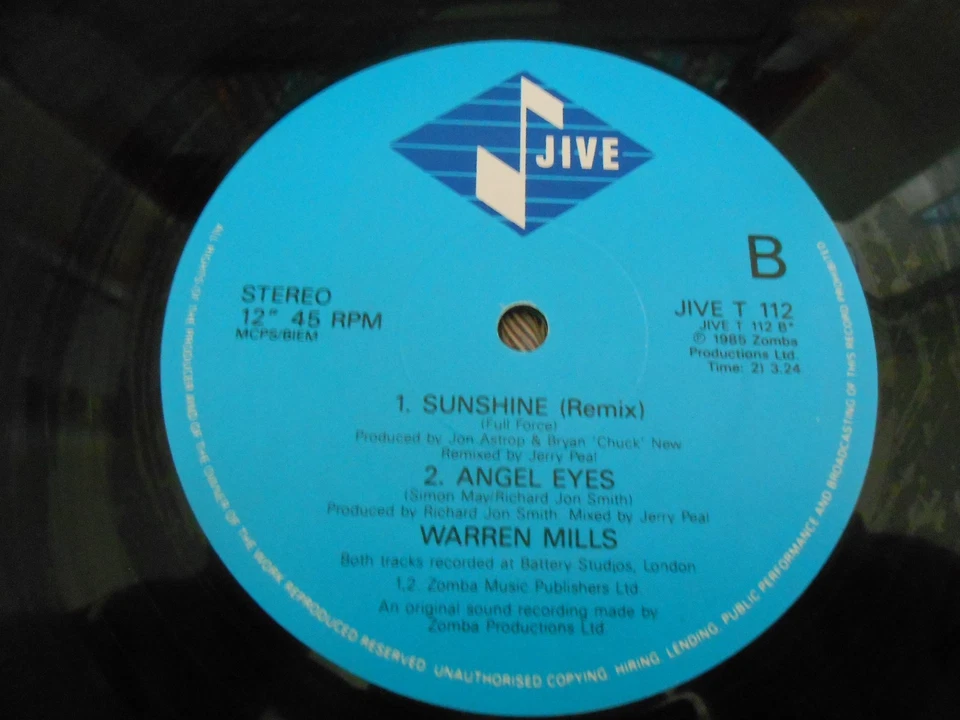 JIVE
B
STEREO
12" 45 RPM
MCPS/BIEM
JIVE T 112
JIVE T 112 B*
℗ 1985 Zomba
Productions Ltd.
Time: 2) 3.24
1. SUNSHINE (Remix)
(Full Force)
Produced by Jon Astrop & Bryan 'Chuck' New
Remixed by Jerry Peal
2. ANGEL EYES
(Simon May/Richard Jon Smith)
Produced by Richard Jon Smith Mixed by Jerry Peal
WARREN MILLS
Both tracks recorded at Battery Studios, London
1,2. Zomba Music Publishers Ltd.
An original sound recording made by
Zomba Productions Ltd.
ALL RIGHTS OF THE PRODUCER AND OF THE OWNER OF THE WORK REPRODUCED RESERVED. UNAUTHORISED COPYING. HIRING. LENDING. PUBLIC PERFORMANCE AND BROADCASTING OF THIS RECORD PROHIBITED